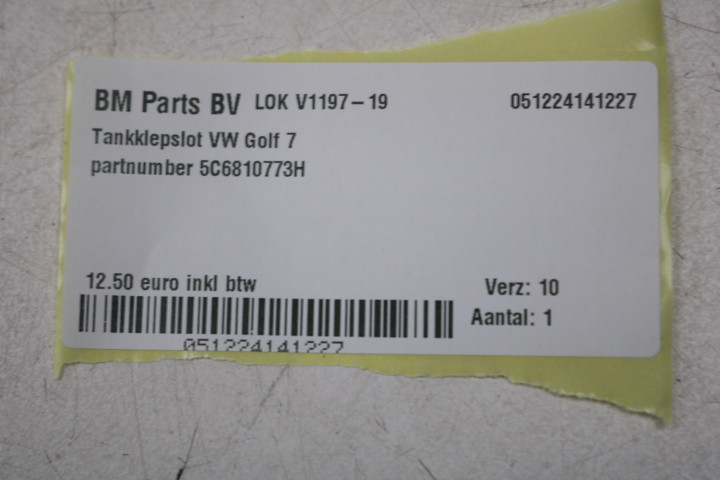 BM Parts BV LOK V1197-19 051224141227
Tankklepslot VW Golf 7
partnumber 5C6810773H
12.50 euro inkl btw Verz: 10
Aantal: 1
051224141227